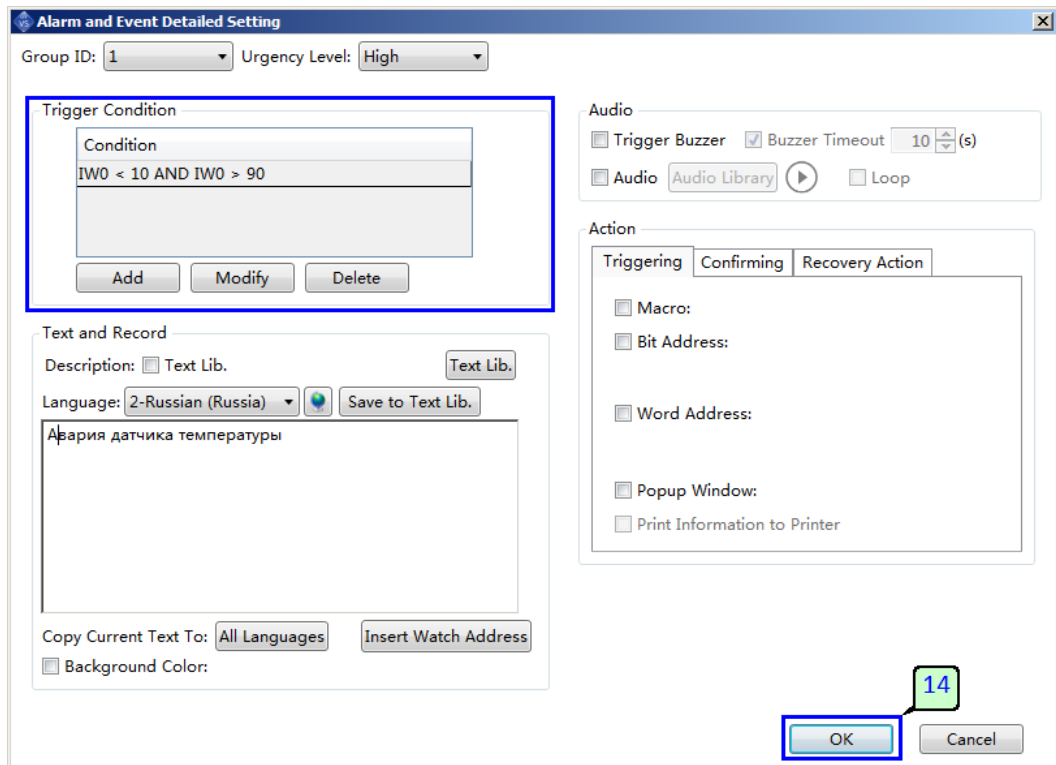 Alarm and Event Detailed Setting
Group ID: 1 Urgency Level: High
Trigger Condition
Condition
IW0 < 10 AND IW0 > 90
Add Modify Delete
Text and Record
Description: Text Lib. Text Lib.
Language: 2-Russian (Russia) Save to Text Lib.
Авария датчика температуры
Copy Current Text To: All Languages Insert Watch Address
Background Color:
Audio
Trigger Buzzer Buzzer Timeout 10 (s)
Audio Audio Library Loop
Action
Triggering Confirming Recovery Action
Macro:
Bit Address:
Word Address:
Popup Window:
Print Information to Printer
14
OK Cancel